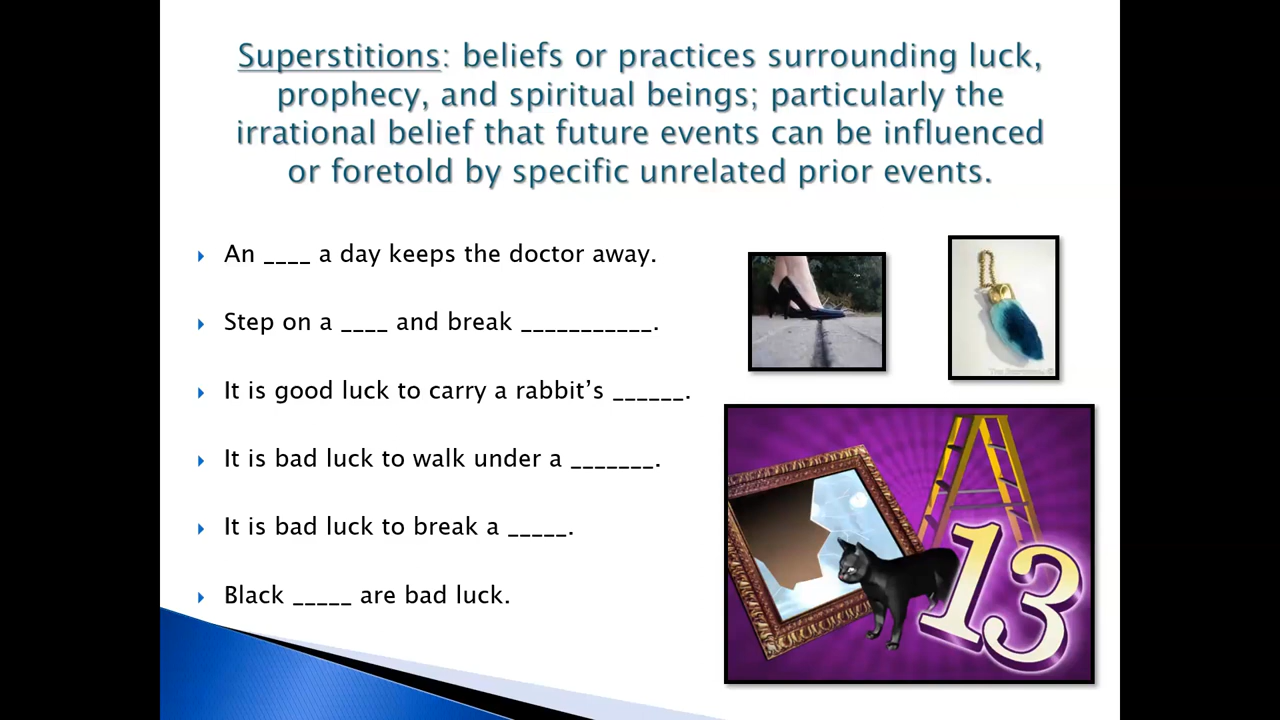 Superstitions: beliefs or practices surrounding luck,
prophecy, and spiritual beings; particularly the
irrational belief that future events can be influenced
or foretold by specific unrelated prior events.
An ____ a day keeps the doctor away.
Step on a ____ and break ___________.
It is good luck to carry a rabbit’s ______.
It is bad luck to walk under a _______.
It is bad luck to break a _____.
Black _____ are bad luck.
13